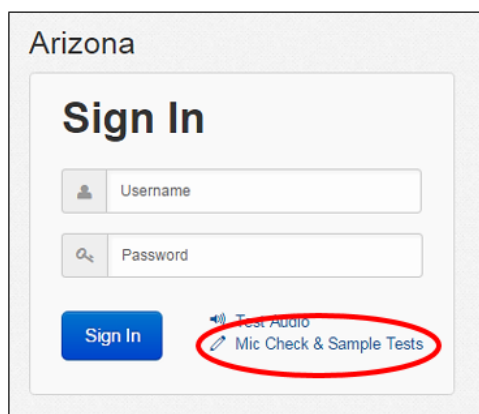 Arizona
Sign In
Username
Password
Sign In
Test Audio
Mic Check & Sample Tests